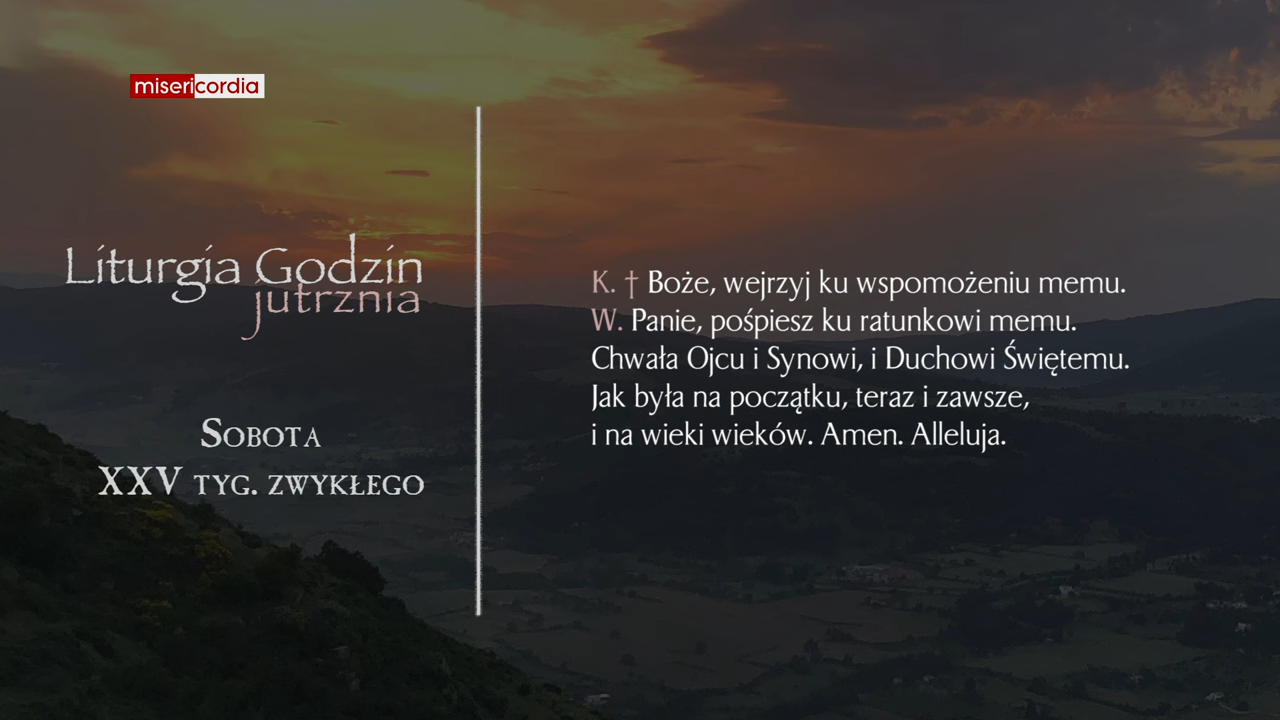 misericordia
Liturgia Godzin
jutrznia
Sobota
XXV tyg. zwykłego
K. † Boże, wejrzyj ku wspomożeniu memu.
W. Panie, pośpiesz ku ratunkowi memu.
Chwała Ojcu i Synowi, i Duchowi Świętemu.
Jak była na początku, teraz i zawsze,
i na wieki wieków. Amen. Alleluja.